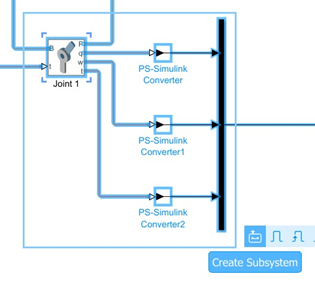 B
R
q
t
w
t
Joint 1
PS-Simulink
Converter
PS-Simulink
Converter1
PS-Simulink
Converter2
Create Subsystem